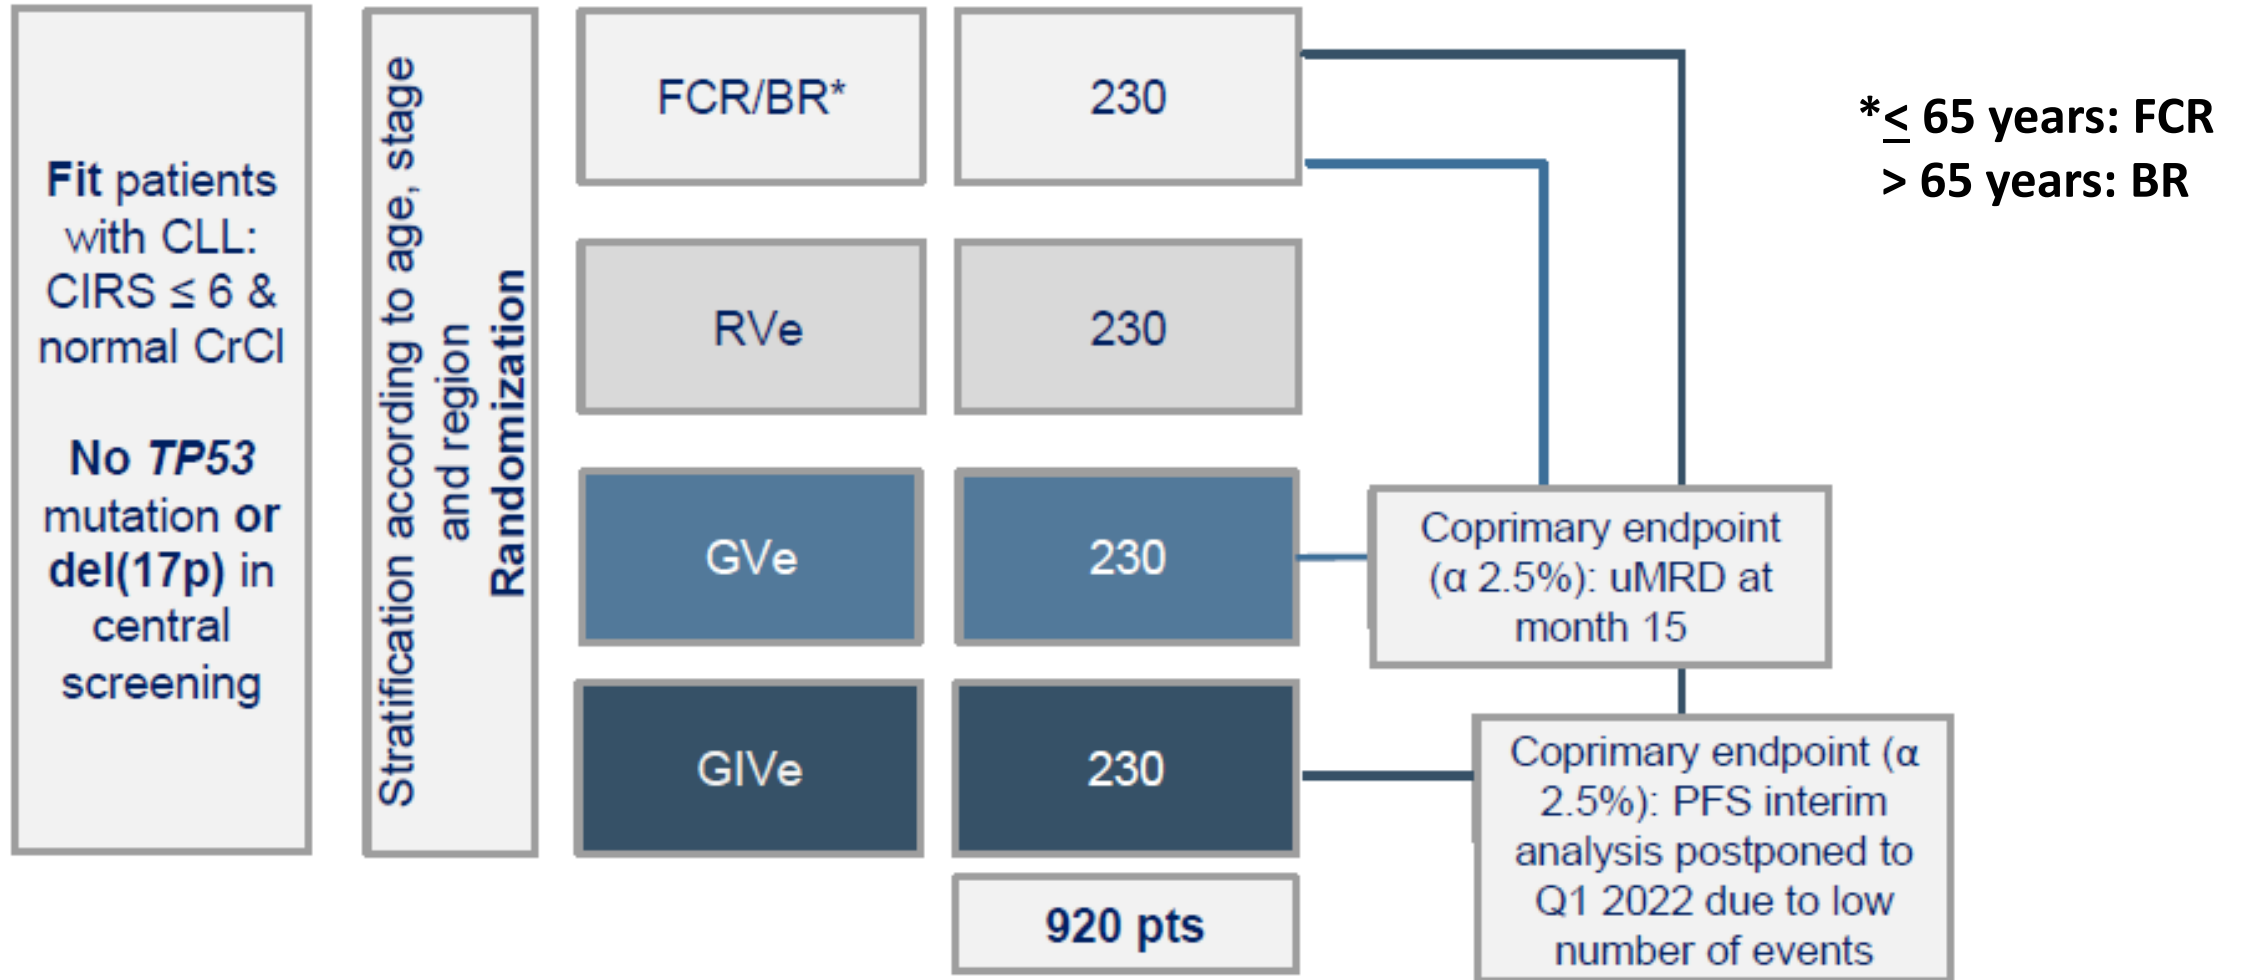 Fit patients
with CLL:
CIRS ≤ 6 &
normal CrCl
No TP53
mutation or
del(17p) in
central
screening
Stratification according to age, stage
and region
Randomization
FCR/BR*
230
RVe
230
GVe
230
GIVe
230
920 pts
Coprimary endpoint
(α 2.5%): uMRD at
month 15
Coprimary endpoint (α
2.5%): PFS interim
analysis postponed to
Q1 2022 due to low
number of events
*≤ 65 years: FCR
> 65 years: BR